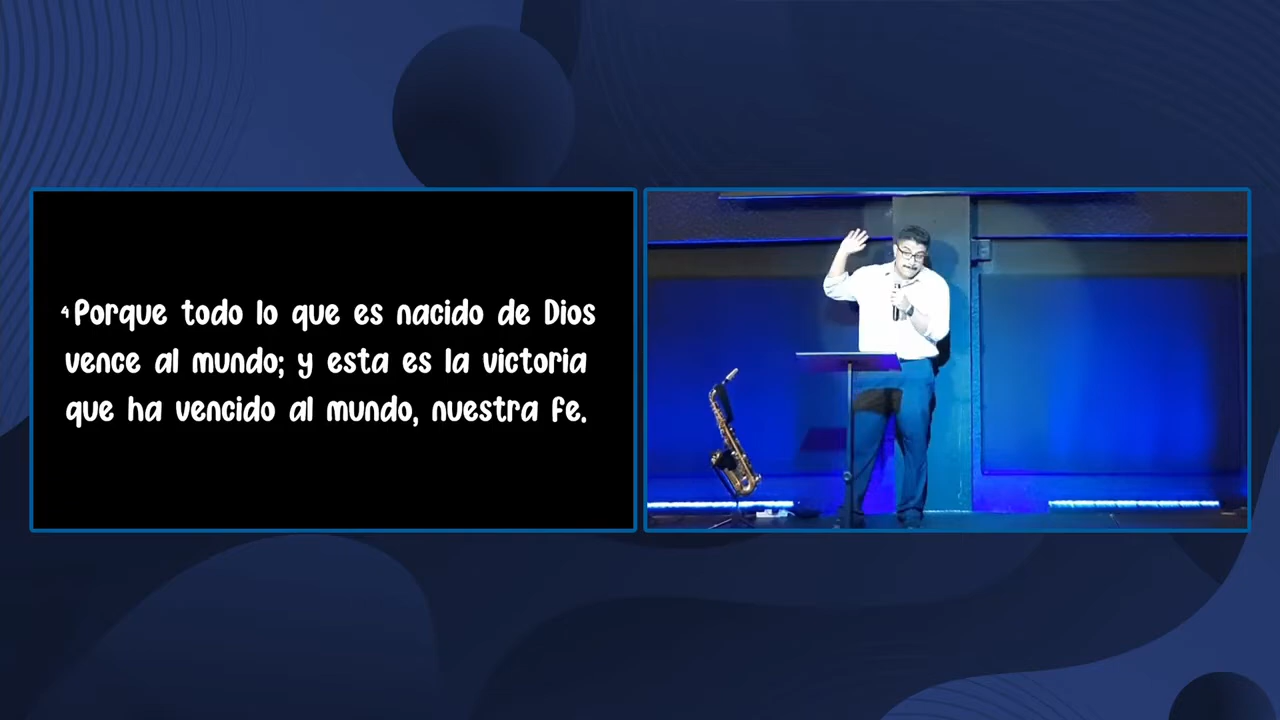 4 Porque todo lo que es nacido de Dios
vence al mundo; y esta es la victoria
que ha vencido al mundo, nuestra fe.